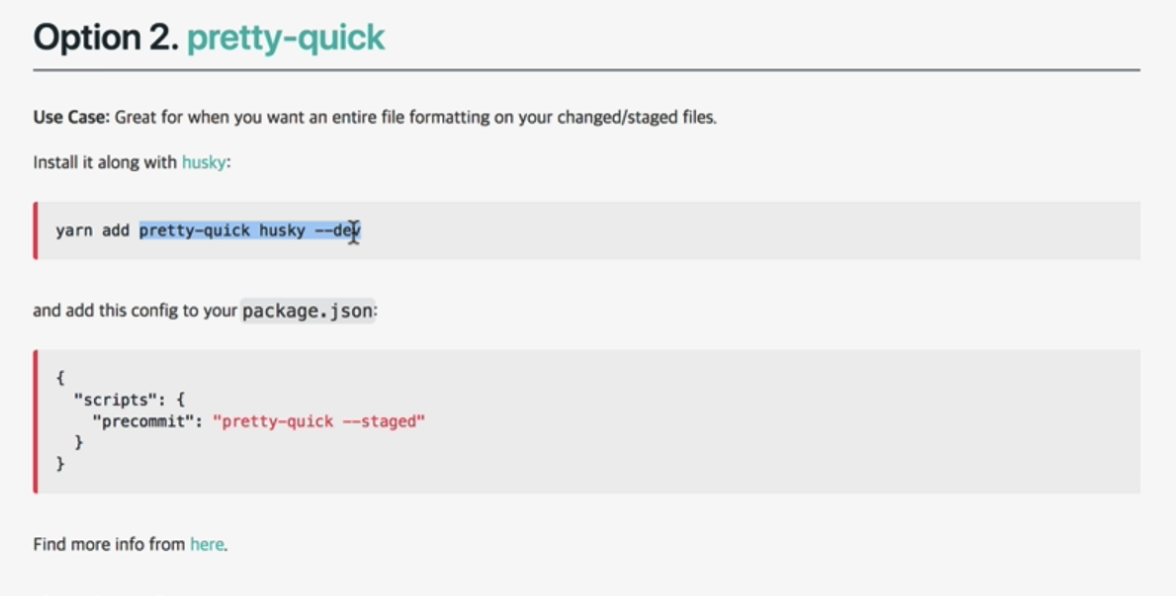 Option 2. pretty-quick
Use Case: Great for when you want an entire file formatting on your changed/staged files.
Install it along with husky:
yarn add pretty-quick husky --dev
and add this config to your package.json:
{
  "scripts": {
    "precommit": "pretty-quick --staged"
  }
}
Find more info from here.